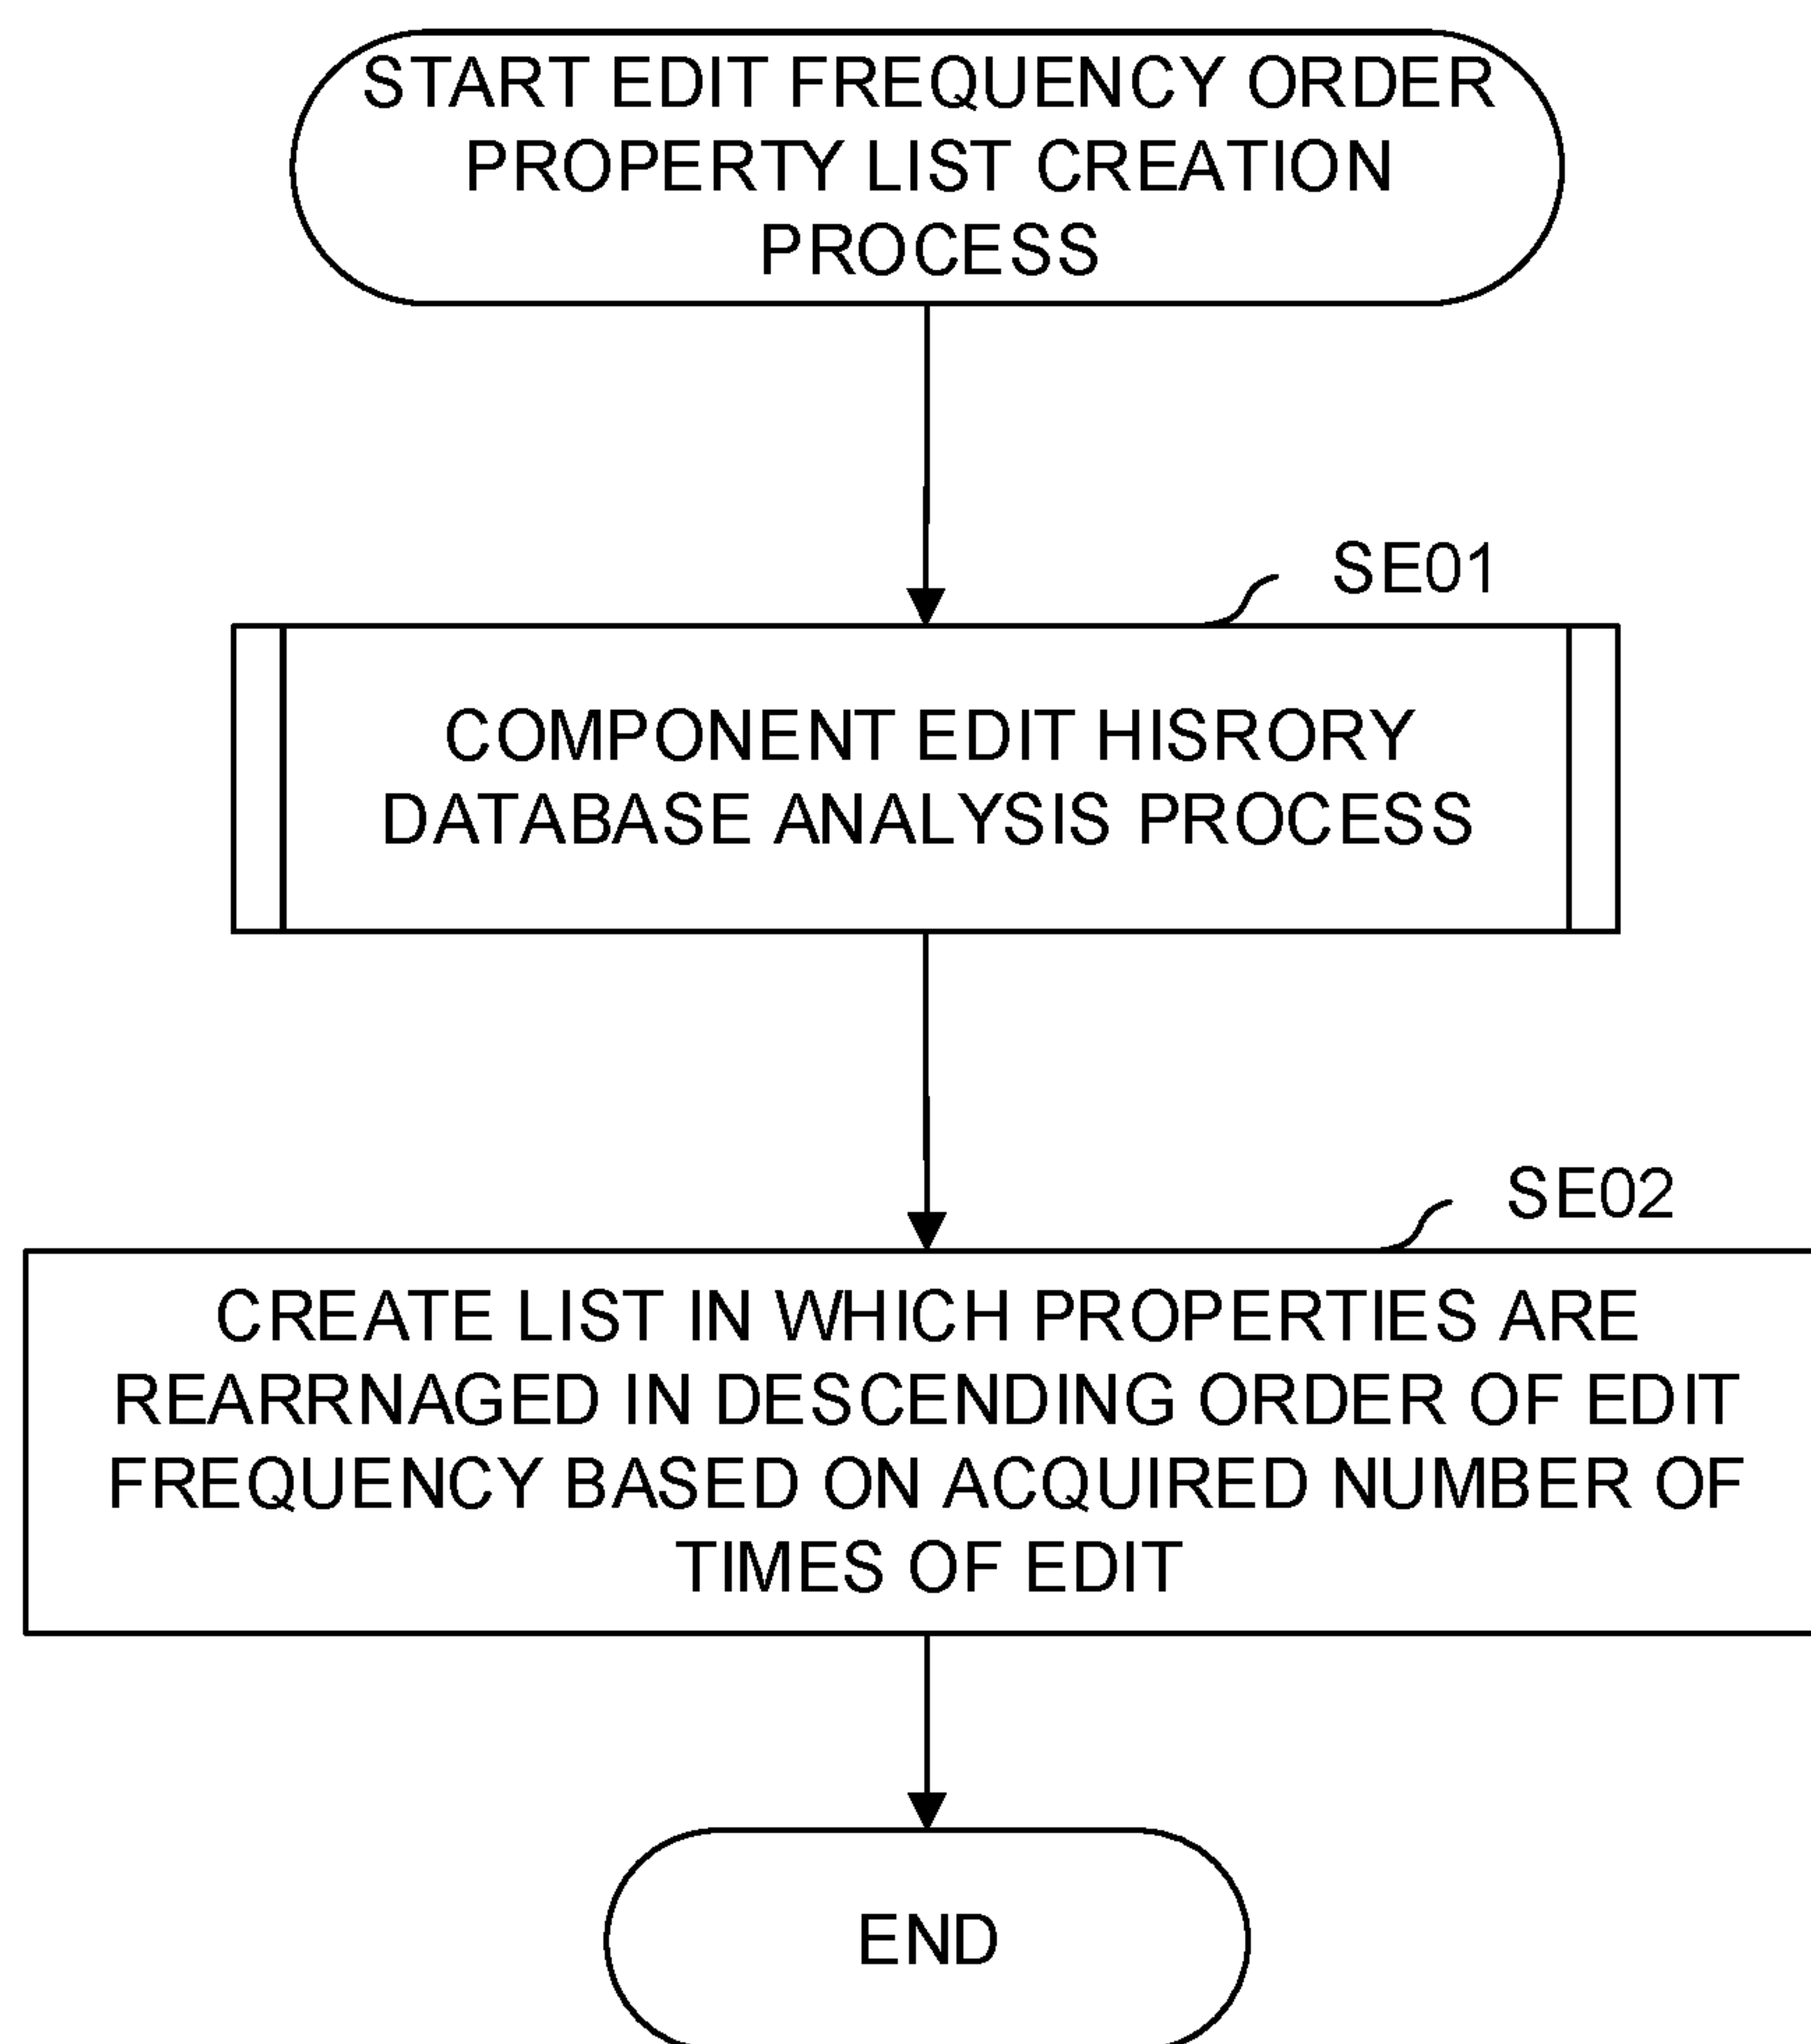 START EDIT FREQUENCY ORDER
PROPERTY LIST CREATION
PROCESS
SE01
COMPONENT EDIT HISRORY
DATABASE ANALYSIS PROCESS
SE02
CREATE LIST IN WHICH PROPERTIES ARE
REARRNAGED IN DESCENDING ORDER OF EDIT
FREQUENCY BASED ON ACQUIRED NUMBER OF
TIMES OF EDIT
END